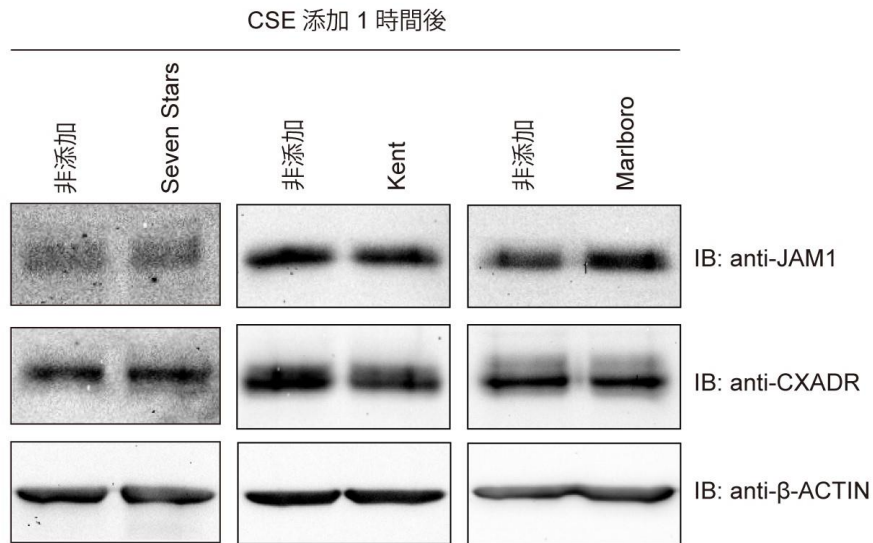 CSE 添加 1 時間後
非添加
Seven Stars
非添加
Kent
非添加
Marlboro
IB: anti-JAM1
IB: anti-CXADR
IB: anti-β-ACTIN